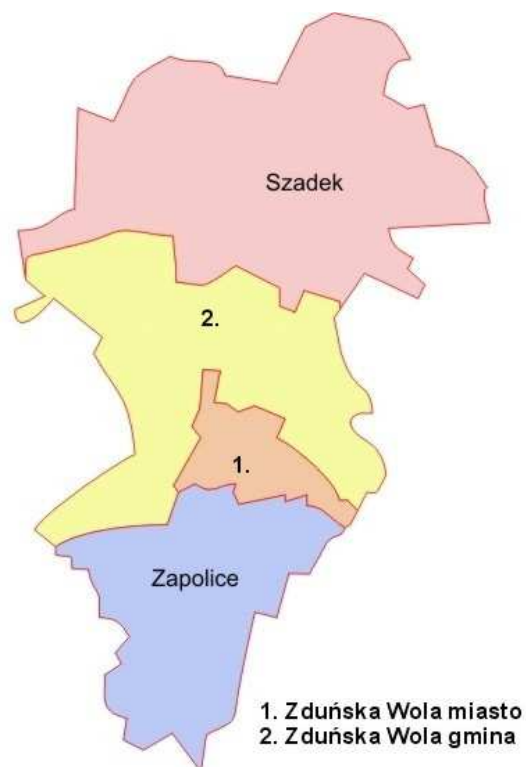 Szadek
2.
1.
Zapolice
1. Zduńska Wola miasto
2. Zduńska Wola gmina